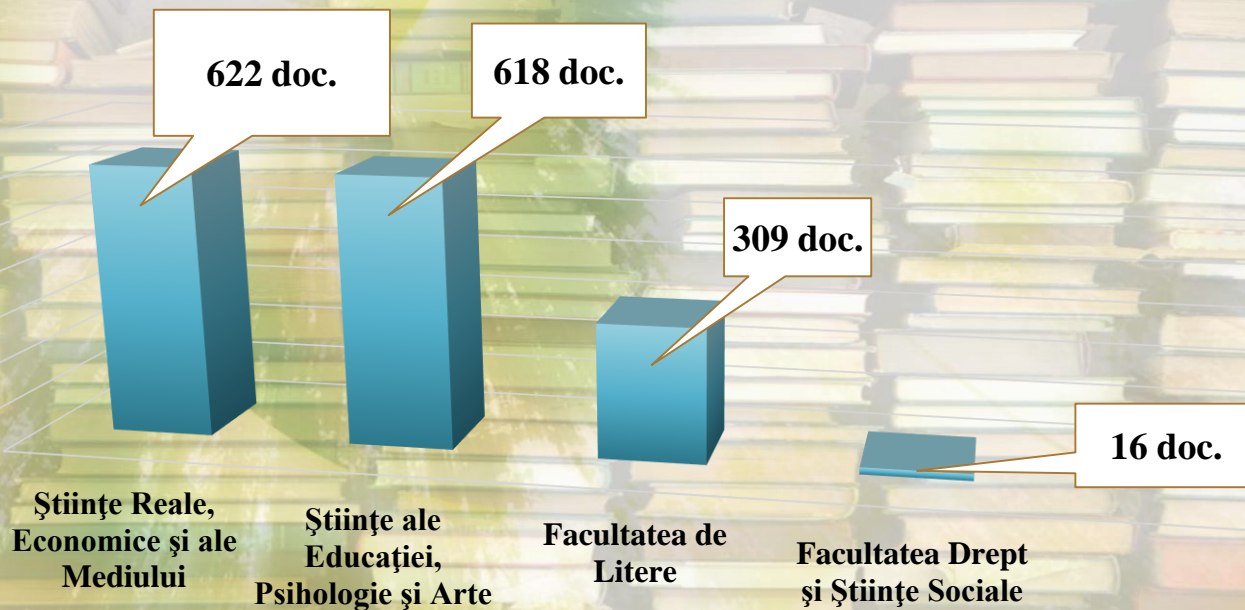 622 doc.
618 doc.
309 doc.
16 doc.
Ştiinţe Reale,
Economice şi ale
Mediului
Ştiinţe ale
Educaţiei,
Psihologie şi Arte
Facultatea de
Litere
Facultatea Drept
şi Ştiinţe Sociale